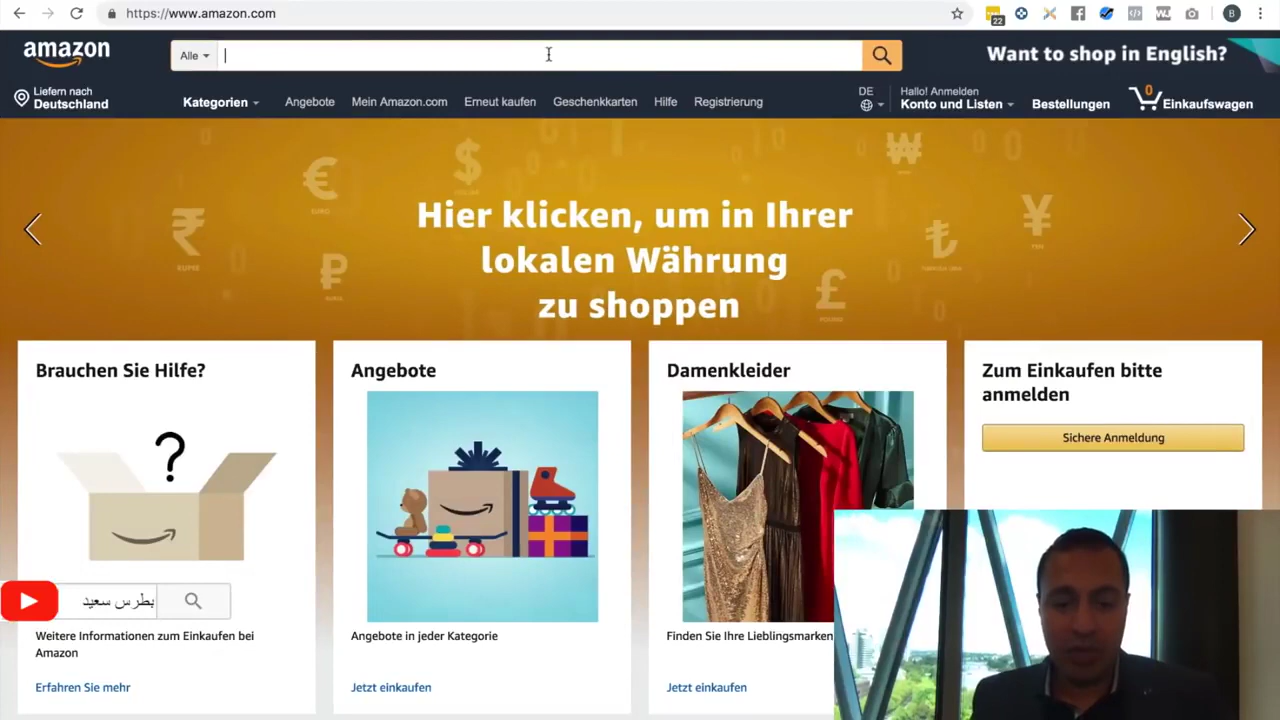 https://www.amazon.com
22
B
amazon
Alle
Want to shop in English?
Liefern nach
Deutschland
Kategorien
Angebote
Mein Amazon.com
Erneut kaufen
Geschenkkarten
Hilfe
Registrierung
DE
Hallo! Anmelden
Konto und Listen
Bestellungen
0
Einkaufswagen
Hier klicken, um in Ihrer
lokalen Währung
zu shoppen
EURO
RUPEE
Brauchen Sie Hilfe?
Angebote
Damenkleider
Zum Einkaufen bitte
anmelden
Sichere Anmeldung
?
بطرس سعيد
Weitere Informationen zum Einkaufen bei
Amazon
Angebote in jeder Kategorie
Finden Sie Ihre Lieblingsmarken
Erfahren Sie mehr
Jetzt einkaufen
Jetzt einkaufen